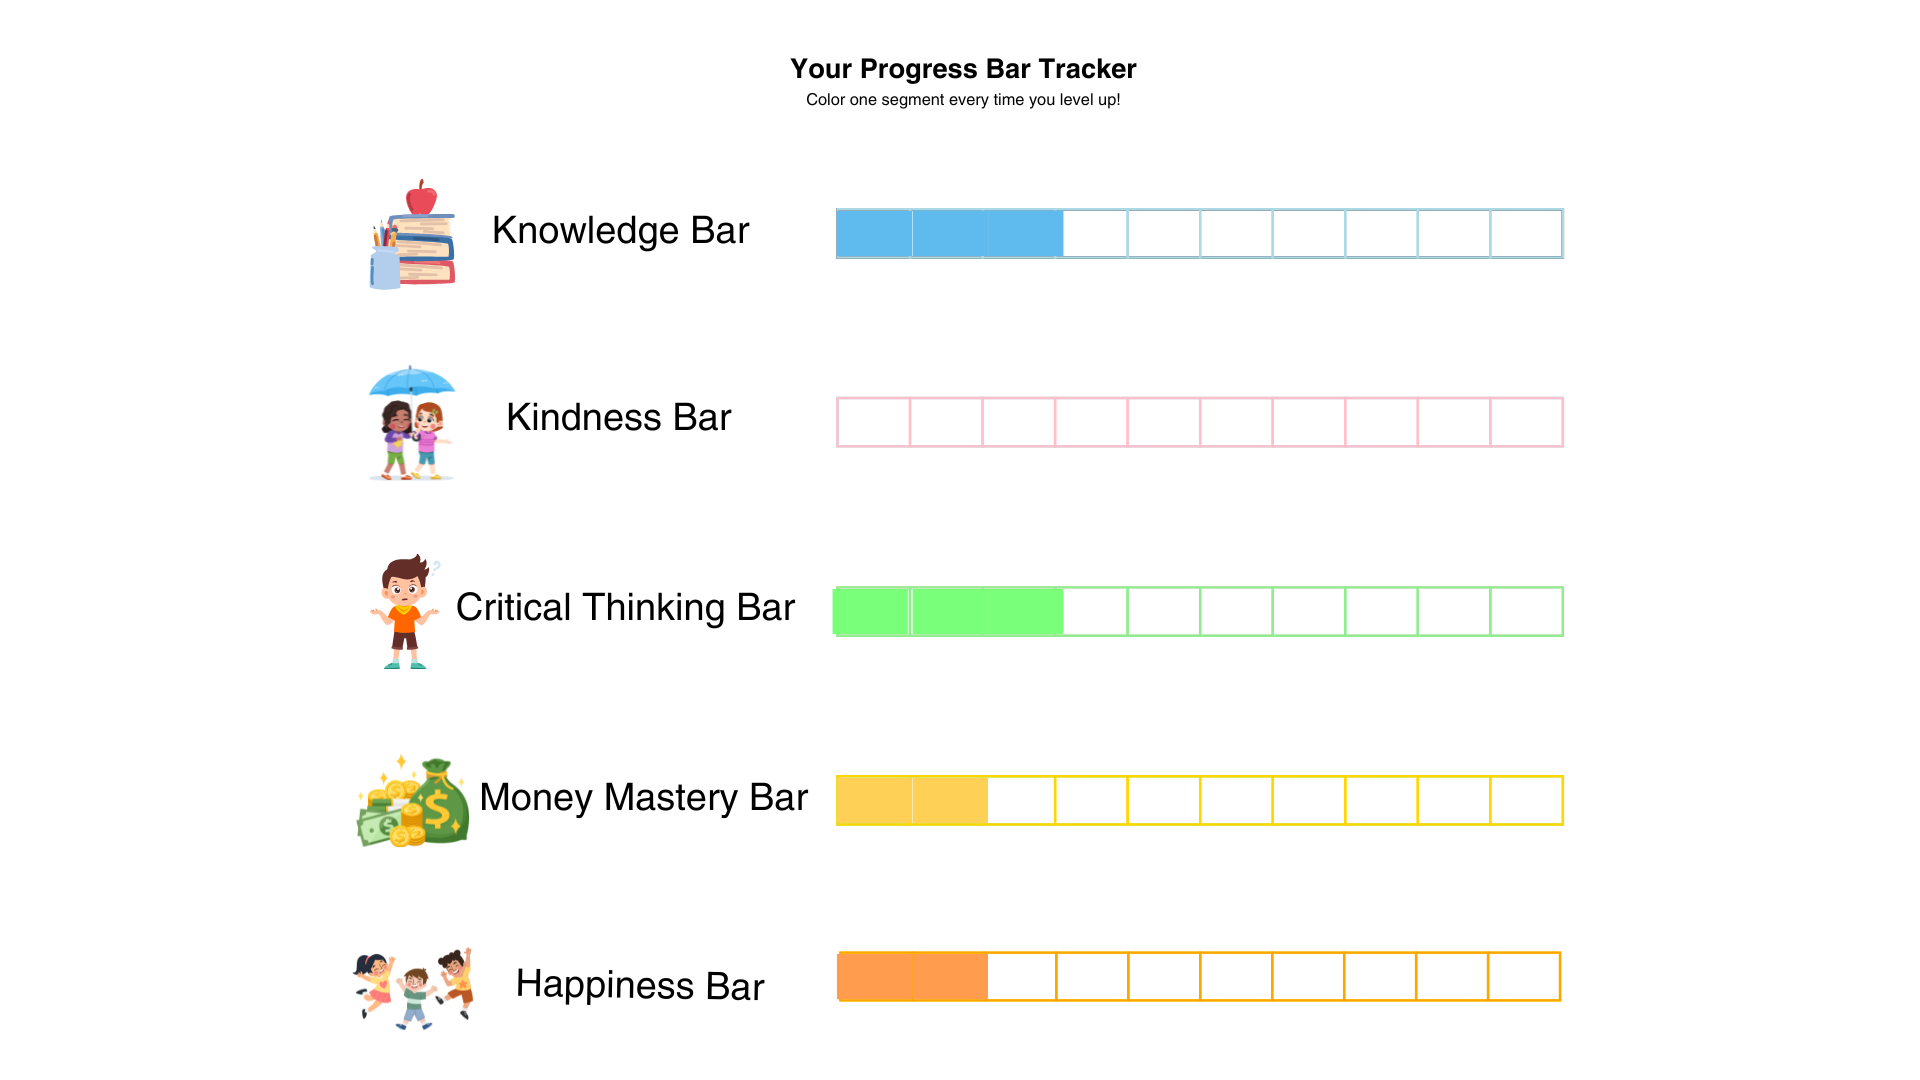 Your Progress Bar Tracker
Color one segment every time you level up!
Knowledge Bar
Kindness Bar
?
Critical Thinking Bar
$
$
Money Mastery Bar
Happiness Bar